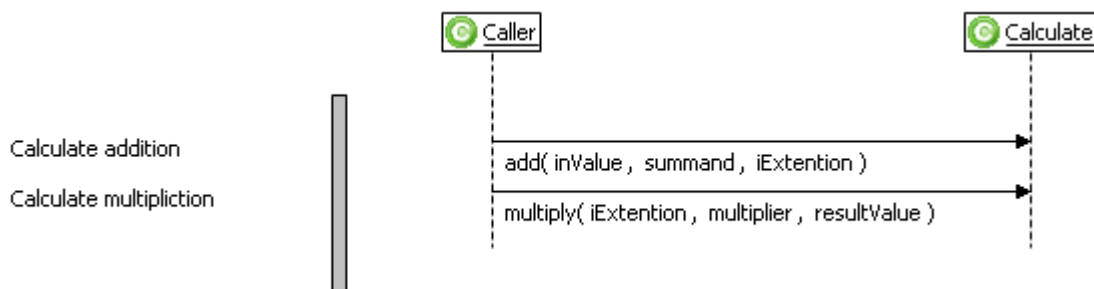 Caller
Calculate
Calculate addition
add( inValue , summand , iExtention )
Calculate multipliction
multiply( iExtention , multiplier , resultValue )